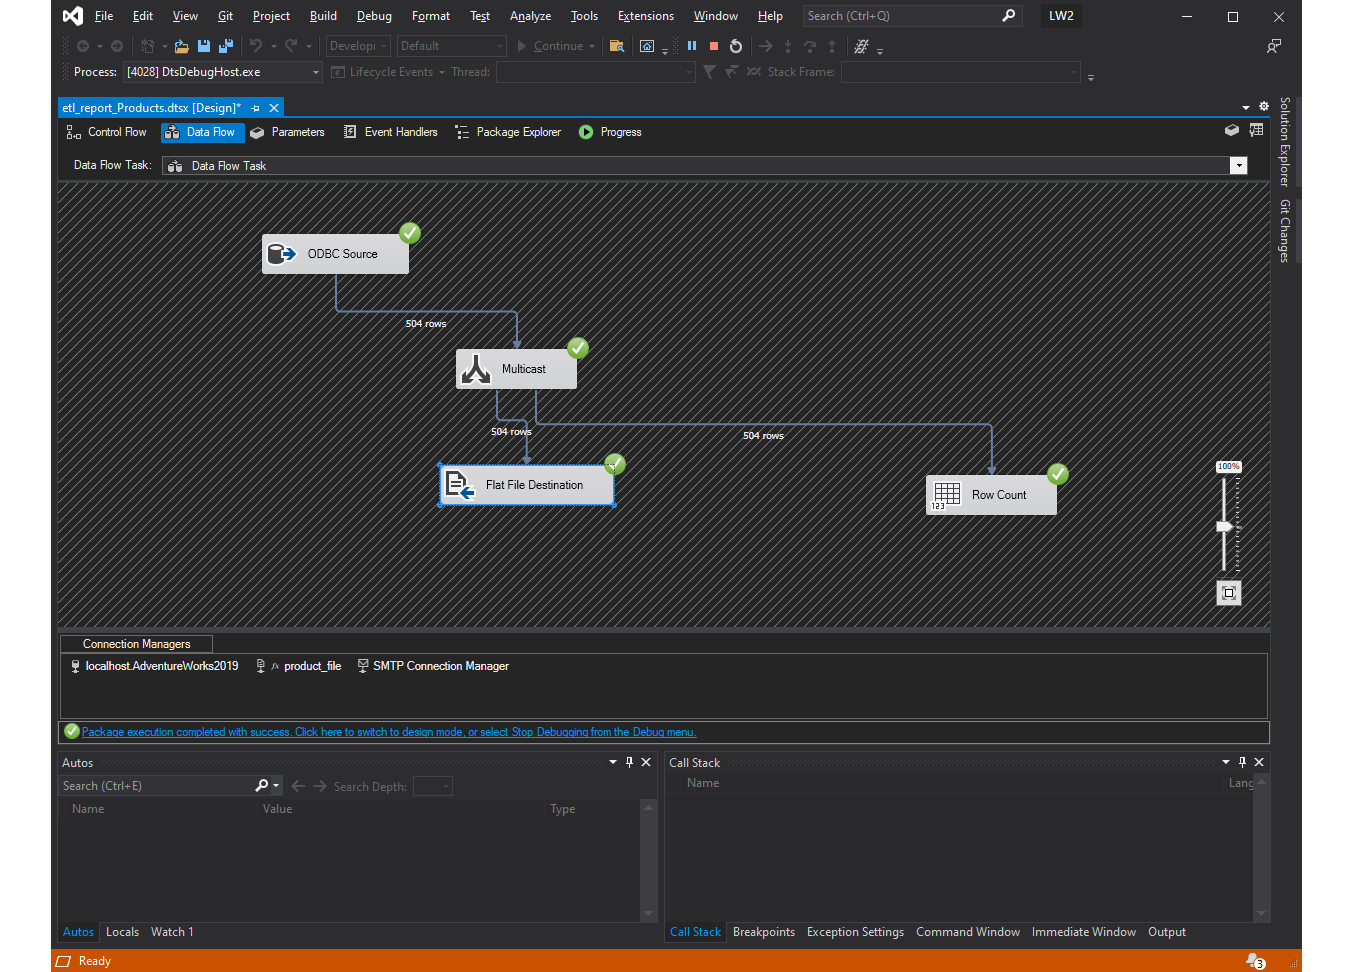 File Edit View Git Project Build Debug Format Test Analyze Tools Extensions Window Help Search (Ctrl+Q) LW2
Developi Default Continue
Process: [4028] DtsDebugHost.exe Lifecycle Events Thread: Stack Frame:
etl_report_Products.dtsx [Design]*
Control Flow Data Flow Parameters Event Handlers Package Explorer Progress
Data Flow Task: Data Flow Task
Solution Explorer
Git Changes
ODBC Source
504 rows
Multicast
504 rows
504 rows
Flat File Destination
123
Row Count
100%
Connection Managers
localhost.AdventureWorks2019 fx product_file SMTP Connection Manager
Package execution completed with success. Click here to switch to design mode, or select Stop Debugging from the Debug menu.
Autos
Search (Ctrl+E) Search Depth:
Name Value Type
Autos Locals Watch 1
Call Stack
Name Lang
Call Stack Breakpoints Exception Settings Command Window Immediate Window Output
Ready 3